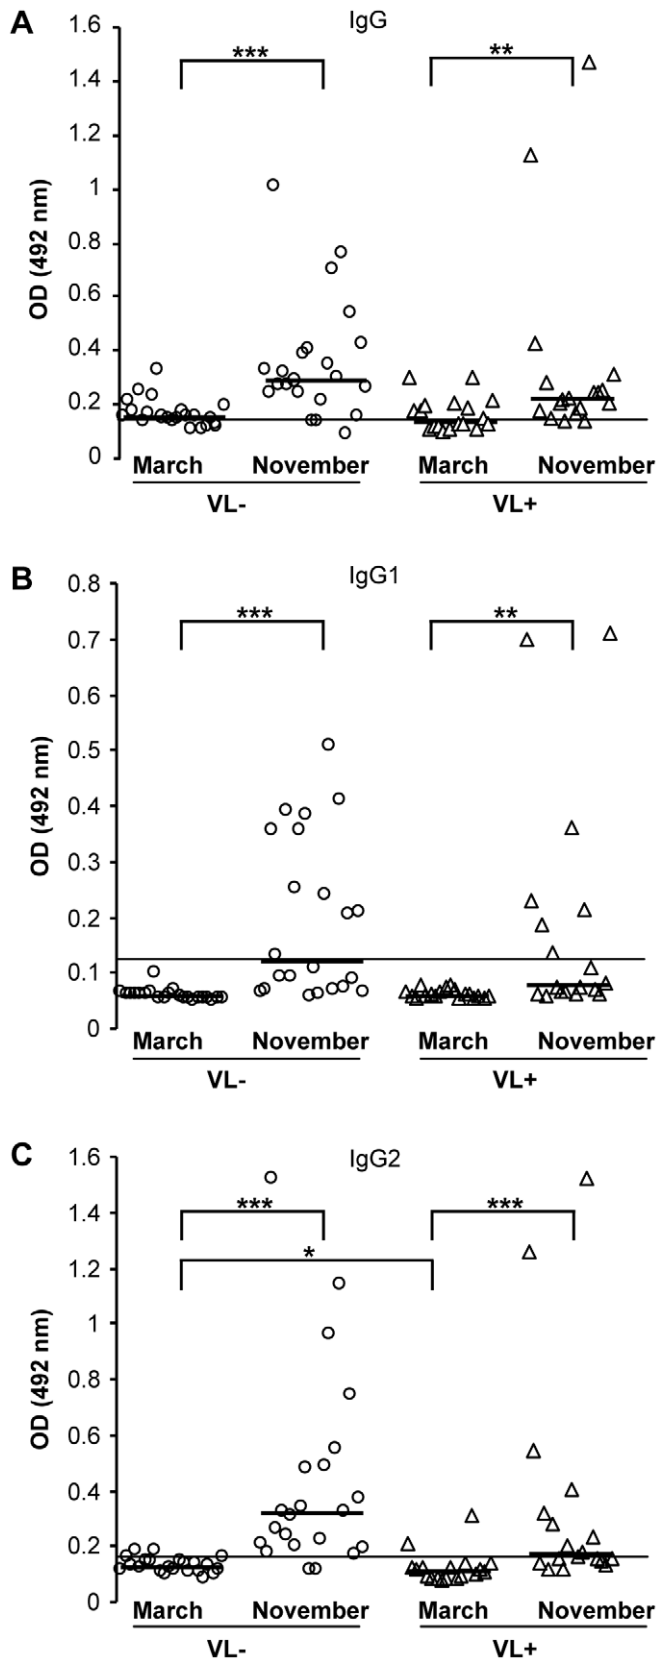 A IgG
1.6
1.4
1.2
1
0.8
0.6
0.4
0.2
0
OD (492 nm)
*** **
March November March November
VL- VL+
B IgG1
0.8
0.7
0.6
0.5
0.4
0.3
0.2
0.1
0
OD (492 nm)
*** **
March November March November
VL- VL+
C IgG2
1.6
1.4
1.2
1
0.8
0.6
0.4
0.2
0
OD (492 nm)
*** ***
*
March November March November
VL- VL+